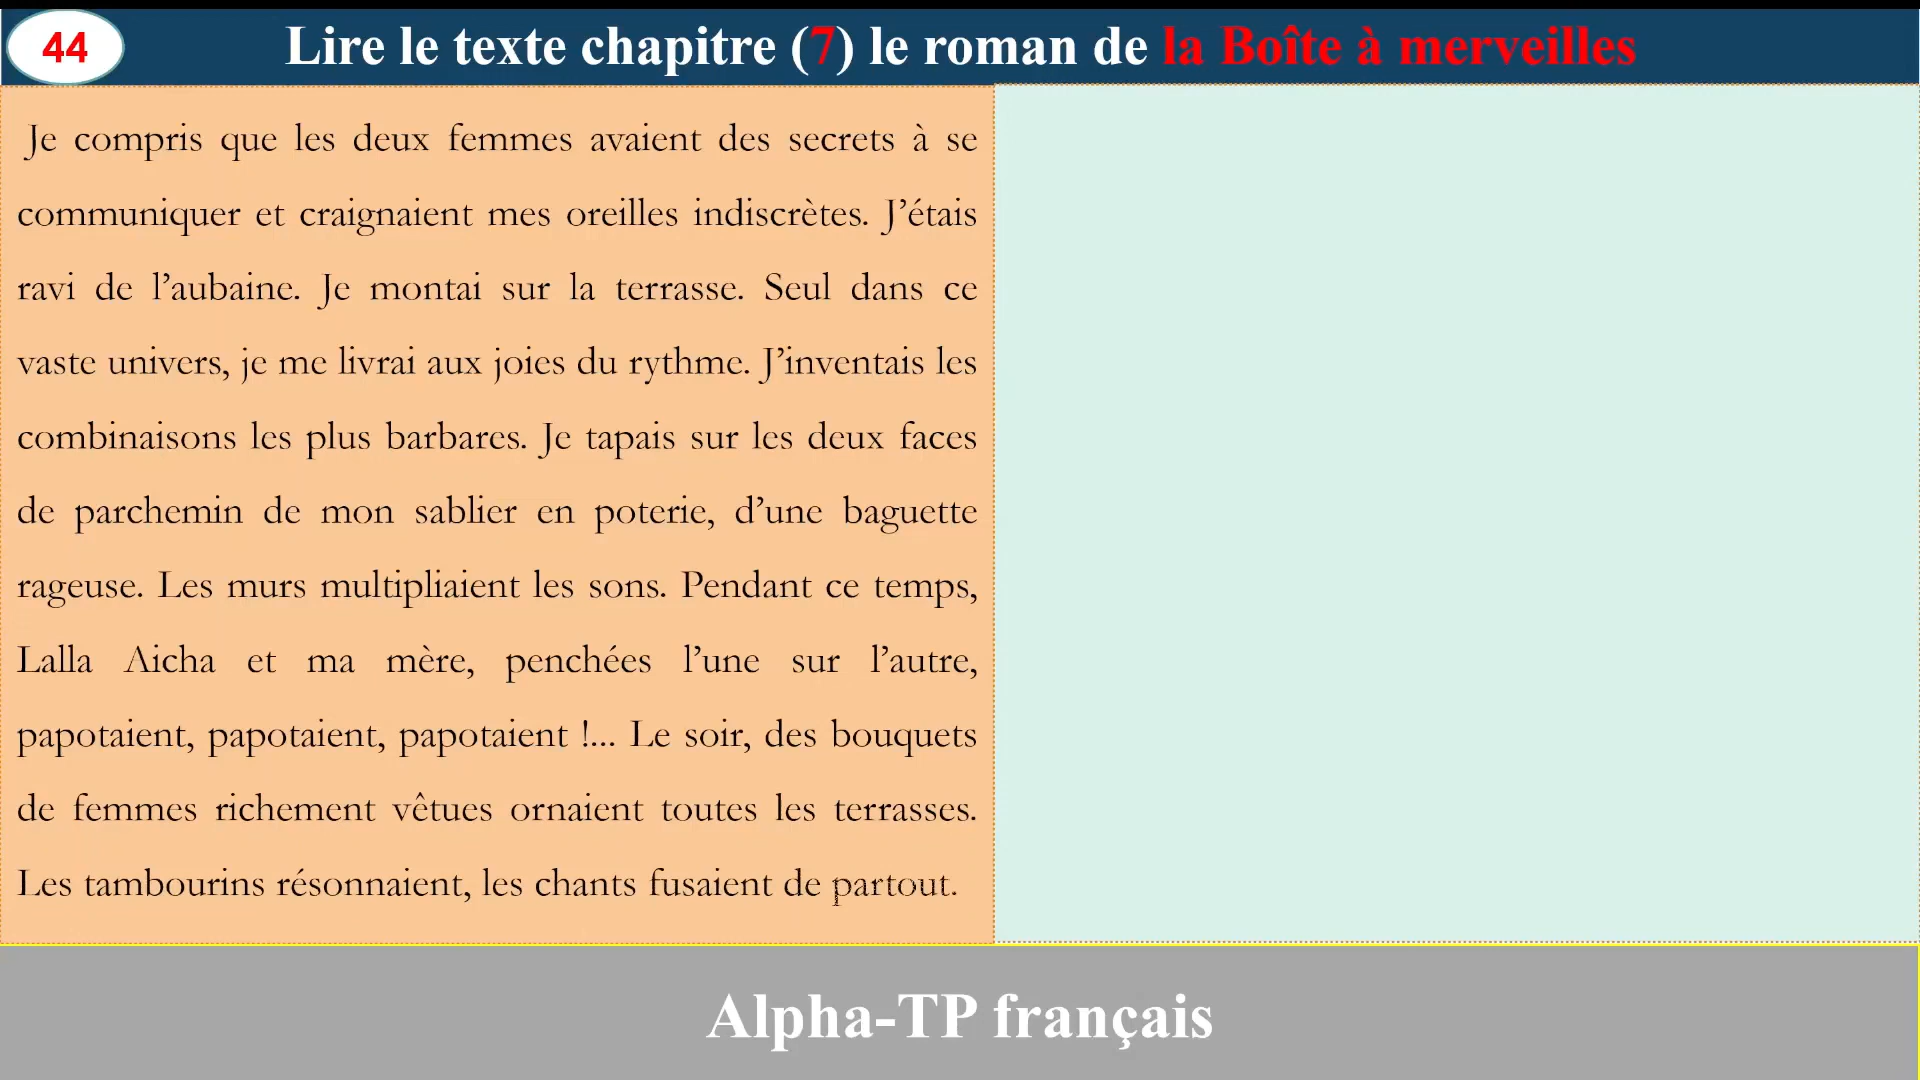 44
Lire le texte chapitre (7) le roman de la Boîte à merveilles
Je compris que les deux femmes avaient des secrets à se
communiquer et craignaient mes oreilles indiscrètes. J’étais
ravi de l’aubaine. Je montai sur la terrasse. Seul dans ce
vaste univers, je me livrai aux joies du rythme. J’inventais les
combinaisons les plus barbares. Je tapais sur les deux faces
de parchemin de mon sablier en poterie, d’une baguette
rageuse. Les murs multipliaient les sons. Pendant ce temps,
Lalla Aicha et ma mère, penchées l’une sur l’autre,
papotaient, papotaient, papotaient !... Le soir, des bouquets
de femmes richement vêtues ornaient toutes les terrasses.
Les tambourins résonnaient, les chants fusaient de partout.
Alpha-TP français